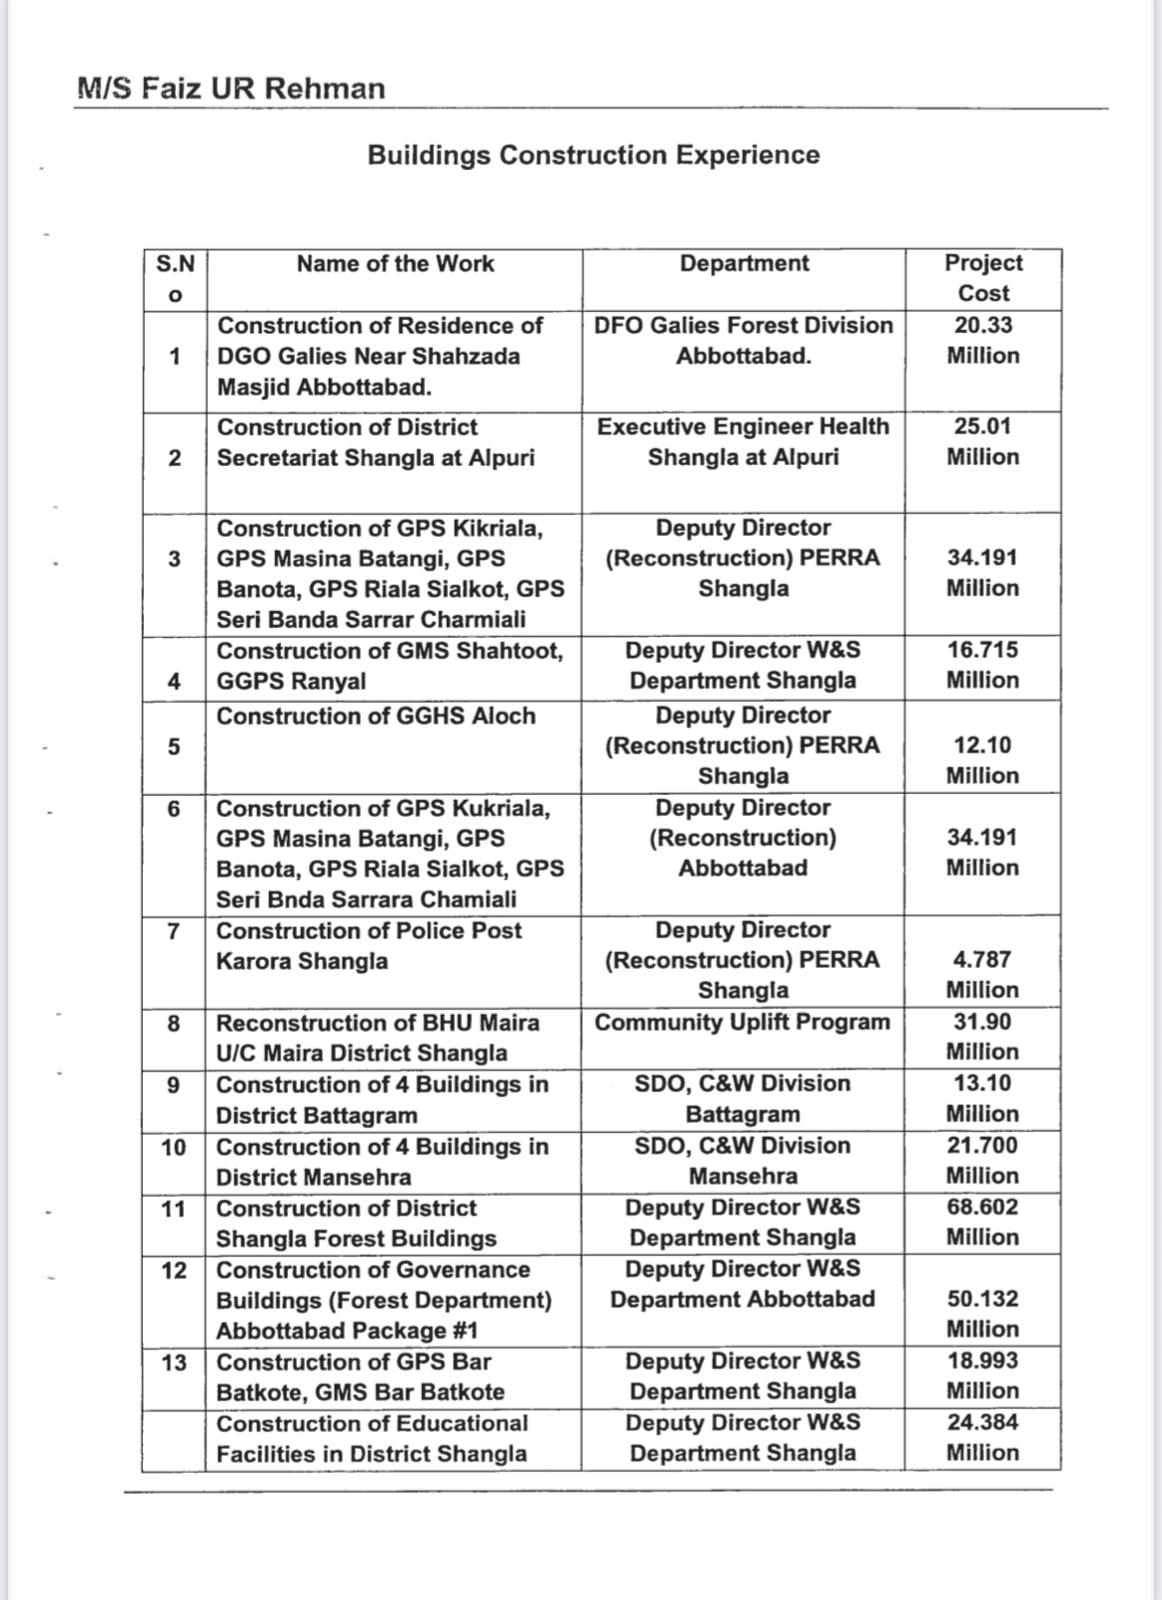 M/S Faiz UR Rehman
Buildings Construction Experience
S.N
o
Name of the Work
Department
Project
Cost
1
Construction of Residence of
DGO Galies Near Shahzada
Masjid Abbottabad.
DFO Galies Forest Division
Abbottabad.
20.33
Million
2
Construction of District
Secretariat Shangla at Alpuri
Executive Engineer Health
Shangla at Alpuri
25.01
Million
3
Construction of GPS Kikriala,
GPS Masina Batangi, GPS
Banota, GPS Riala Sialkot, GPS
Seri Banda Sarrar Charmiali
Deputy Director
(Reconstruction) PERRA
Shangla
34.191
Million
4
Construction of GMS Shahtoot,
GGPS Ranyal
Deputy Director W&S
Department Shangla
16.715
Million
5
Construction of GGHS Aloch
Deputy Director
(Reconstruction) PERRA
Shangla
12.10
Million
6
Construction of GPS Kukriala,
GPS Masina Batangi, GPS
Banota, GPS Riala Sialkot, GPS
Seri Bnda Sarrara Chamiali
Deputy Director
(Reconstruction)
Abbottabad
34.191
Million
7
Construction of Police Post
Karora Shangla
Deputy Director
(Reconstruction) PERRA
Shangla
4.787
Million
8
Reconstruction of BHU Maira
U/C Maira District Shangla
Community Uplift Program
31.90
Million
9
Construction of 4 Buildings in
District Battagram
SDO, C&W Division
Battagram
13.10
Million
10
Construction of 4 Buildings in
District Mansehra
SDO, C&W Division
Mansehra
21.700
Million
11
Construction of District
Shangla Forest Buildings
Deputy Director W&S
Department Shangla
68.602
Million
12
Construction of Governance
Buildings (Forest Department)
Abbottabad Package #1
Deputy Director W&S
Department Abbottabad
50.132
Million
13
Construction of GPS Bar
Batkote, GMS Bar Batkote
Deputy Director W&S
Department Shangla
18.993
Million
Construction of Educational
Facilities in District Shangla
Deputy Director W&S
Department Shangla
24.384
Million